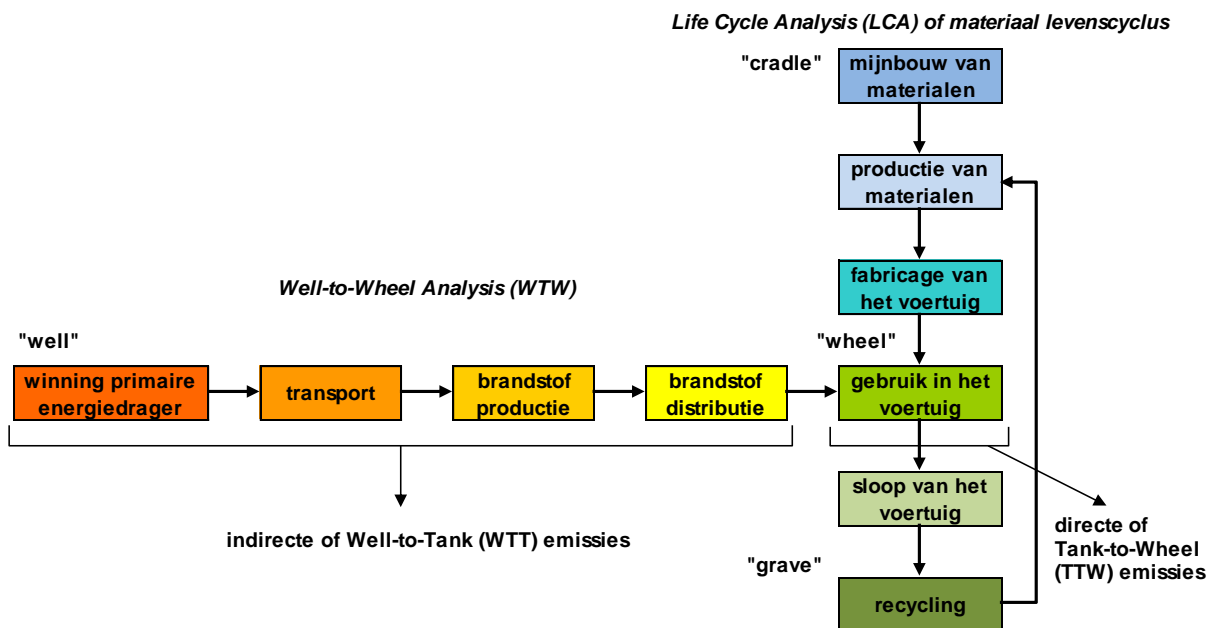 Life Cycle Analysis (LCA) of materiaal levenscyclus
"cradle"
mijnbouw van
materialen
productie van
materialen
fabricage van
het voertuig
Well-to-Wheel Analysis (WTW)
"well"
"wheel"
winning primaire
energiedrager
transport
brandstof
productie
brandstof
distributie
gebruik in het
voertuig
sloop van het
voertuig
indirecte of Well-to-Tank (WTT) emissies
directe of
Tank-to-Wheel
(TTW) emissies
"grave"
recycling